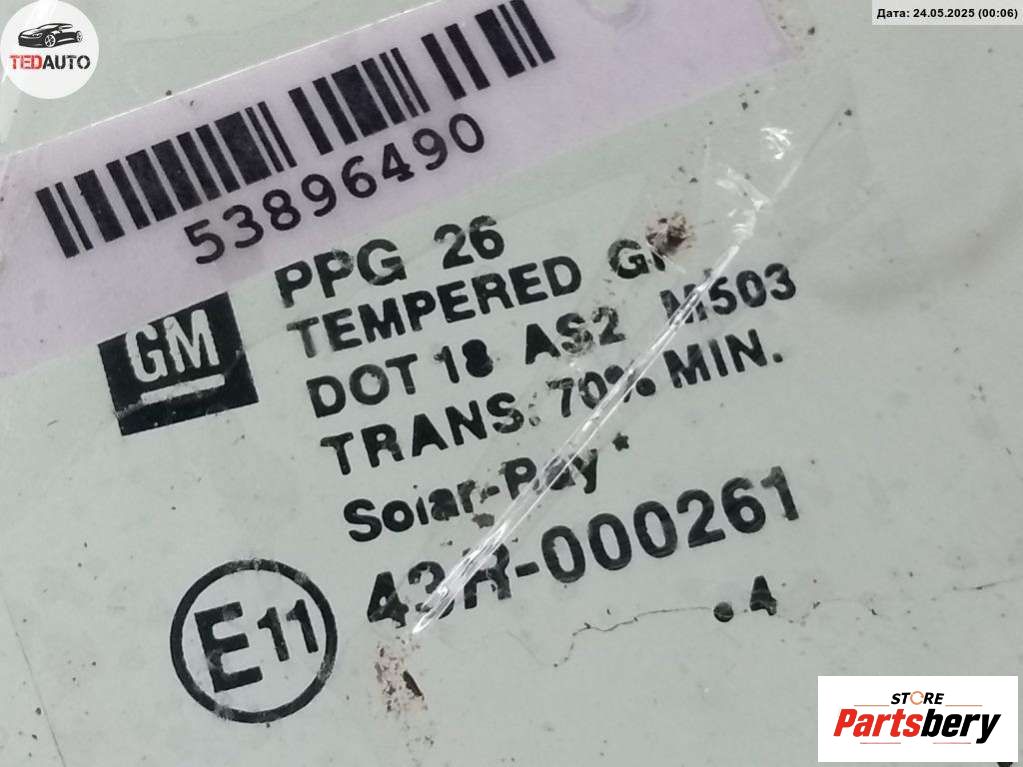 TEDAUTO
Дата: 24.05.2025 (00:06)
53896490
GM
PPG 26
TEMPERED
DOT 18 AS2 M503
TRANS. 70% MIN.
Solar-Ray
43R-000261
E11
.4
STORE
Partsbery